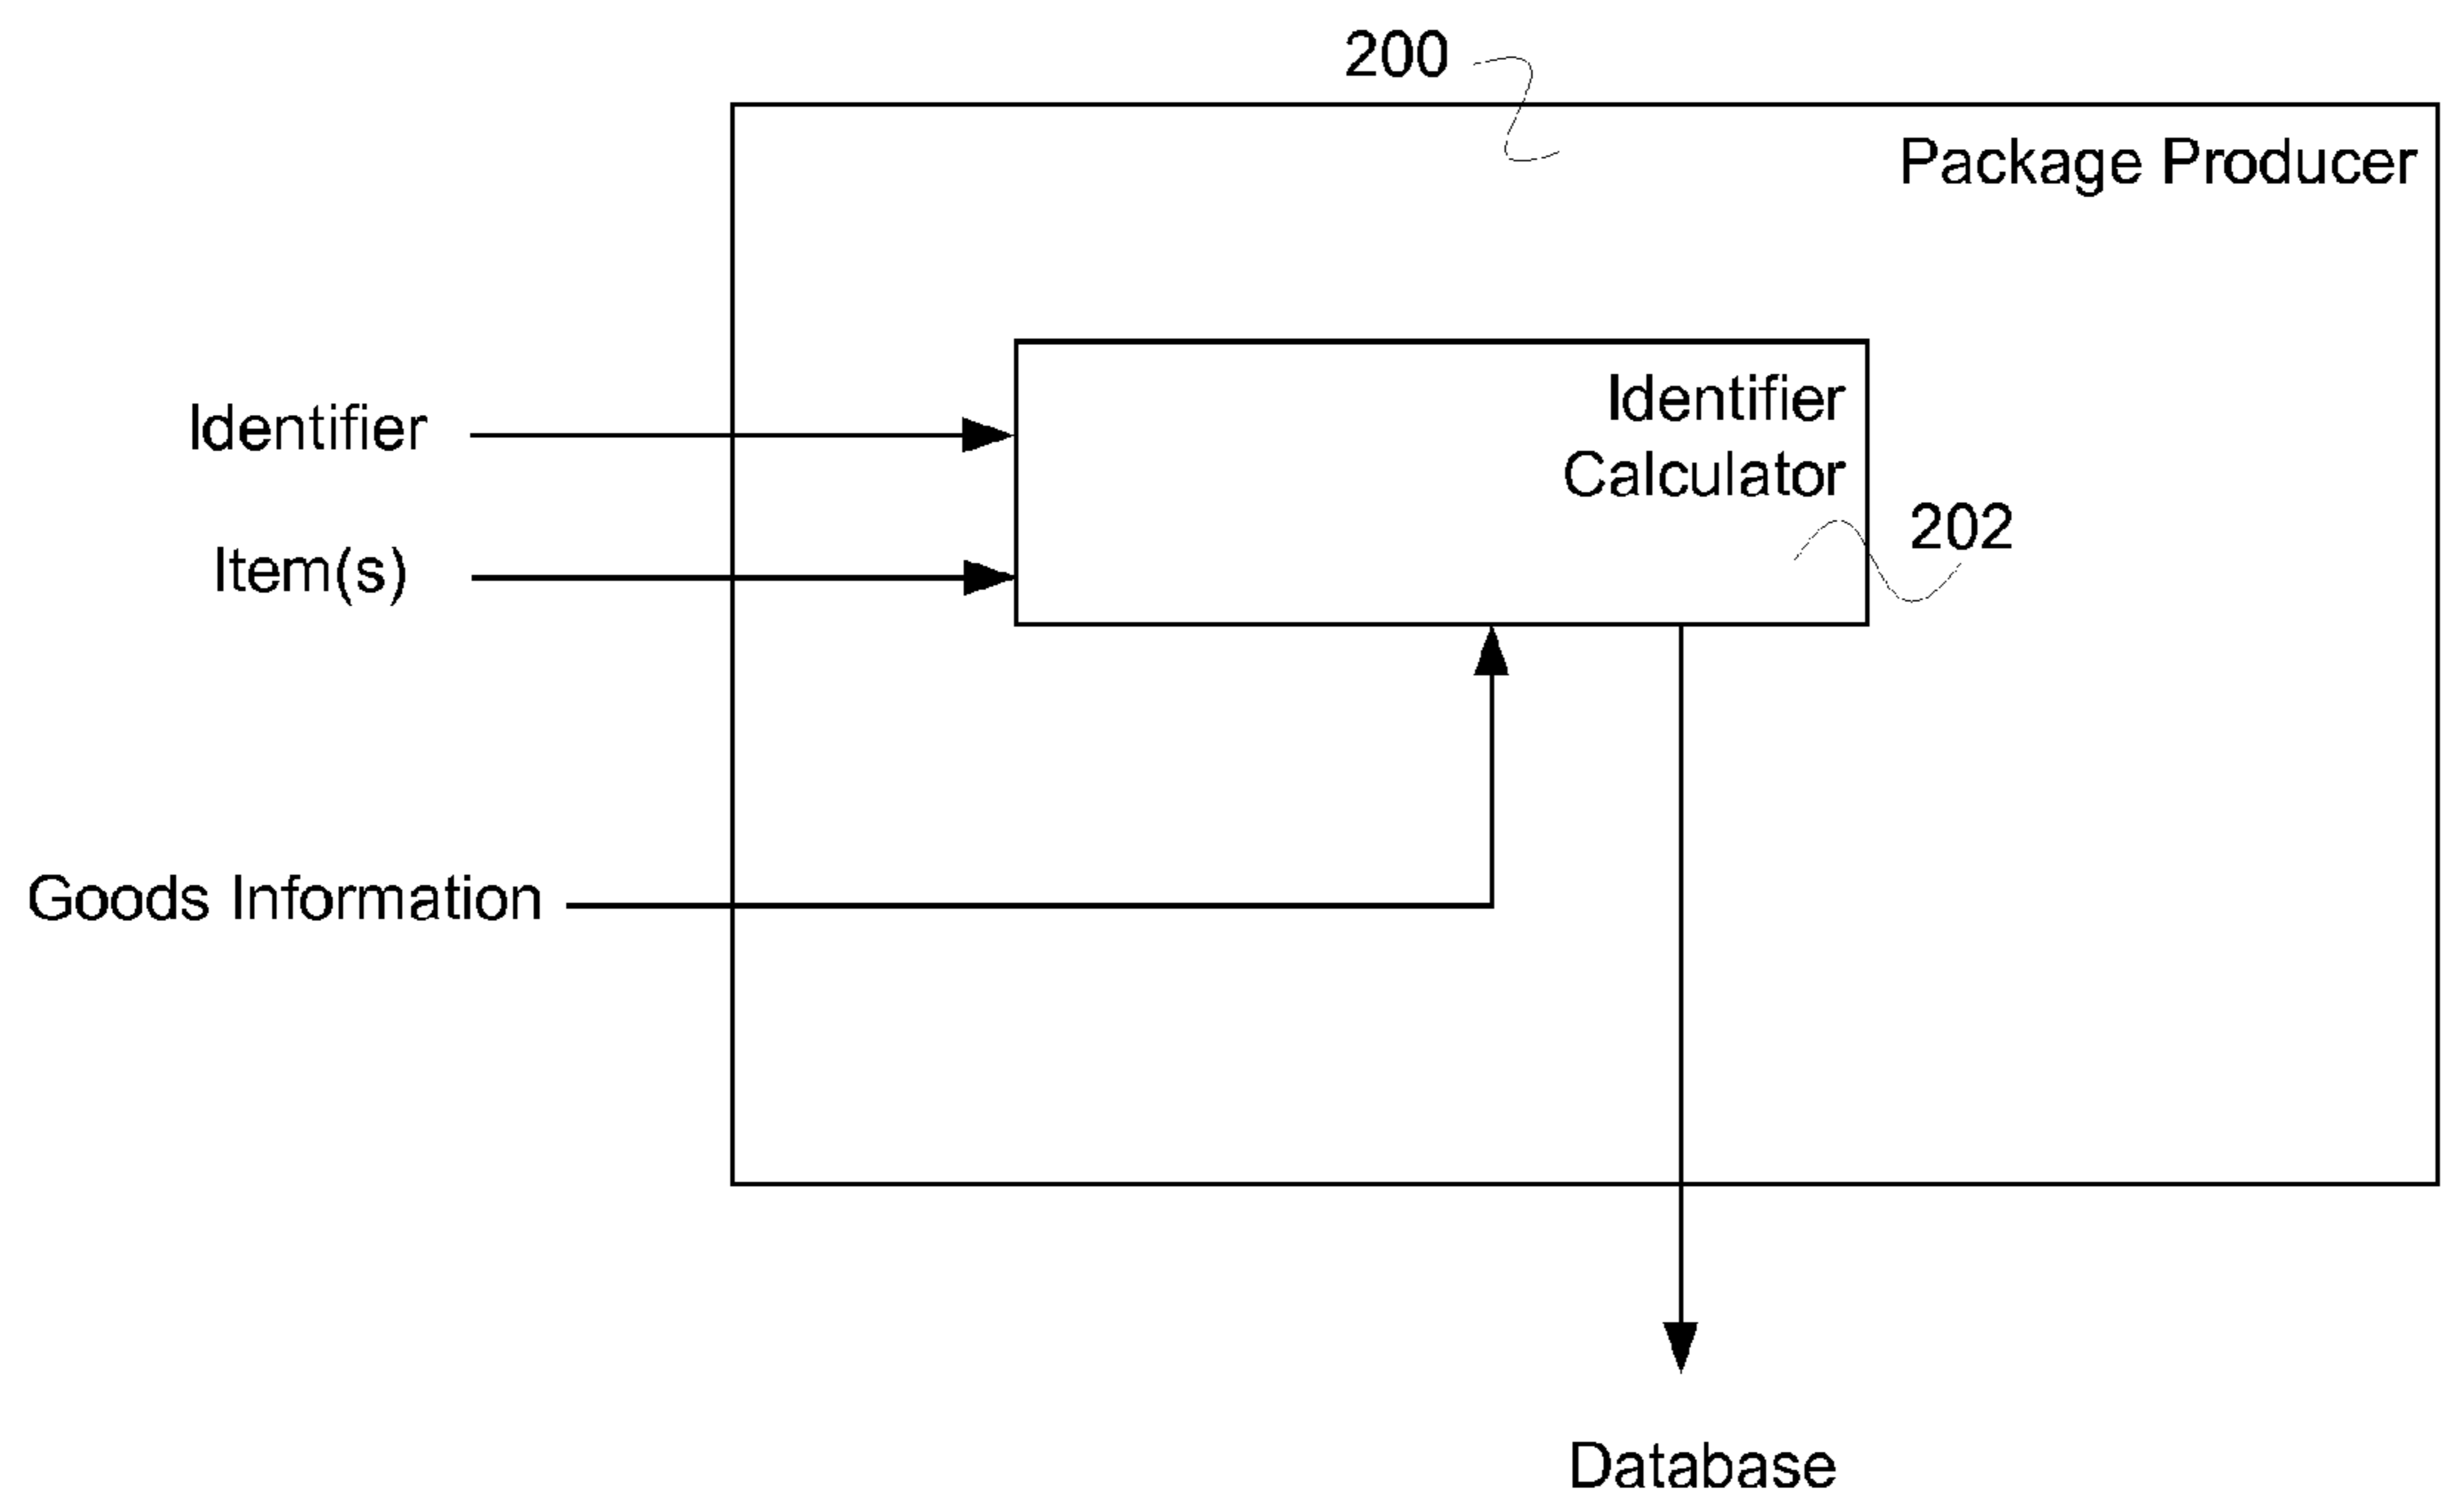 200
Package Producer
Identifier
Calculator
Identifier
202
Item(s)
Goods Information
Database